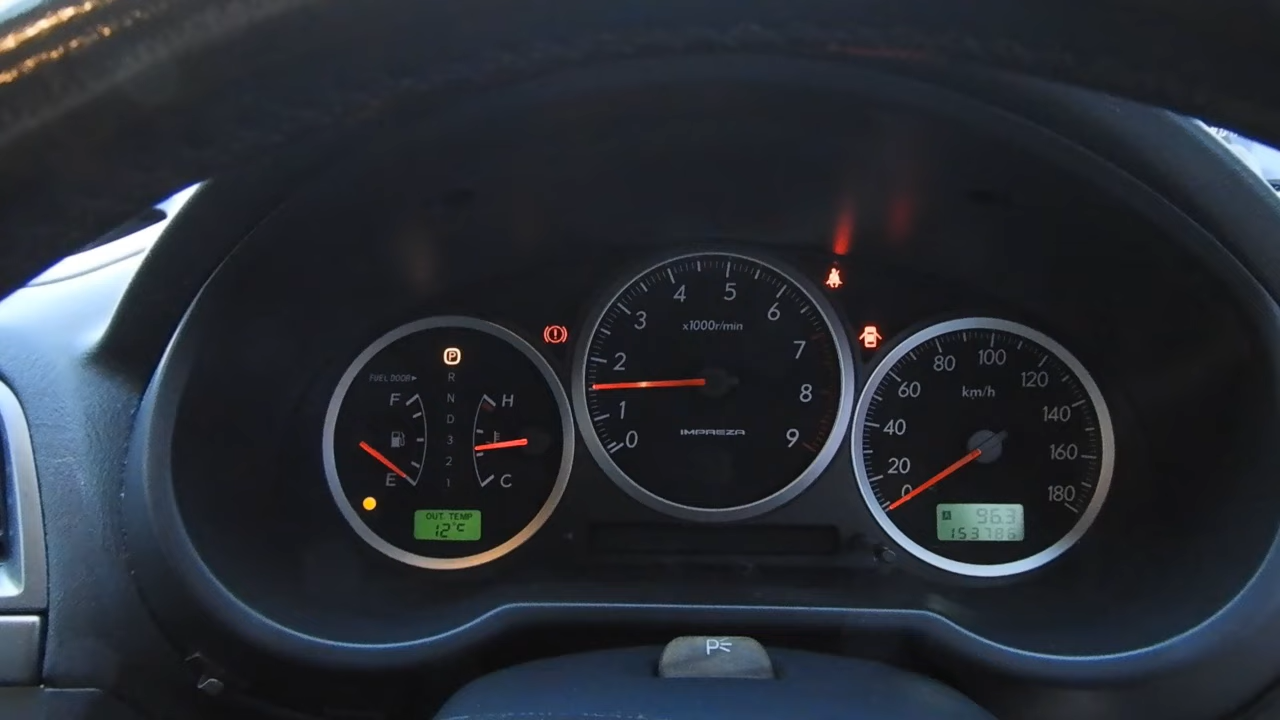 P
FUEL DOOR▸
R
N
D
3
2
1
F
E
H
C
OUT. TEMP
12°C
0
1
2
3
4
5
6
7
8
9
x1000r/min
IMPREZA
0
20
40
60
80
100
120
140
160
180
km/h
A 96.3
153786
P